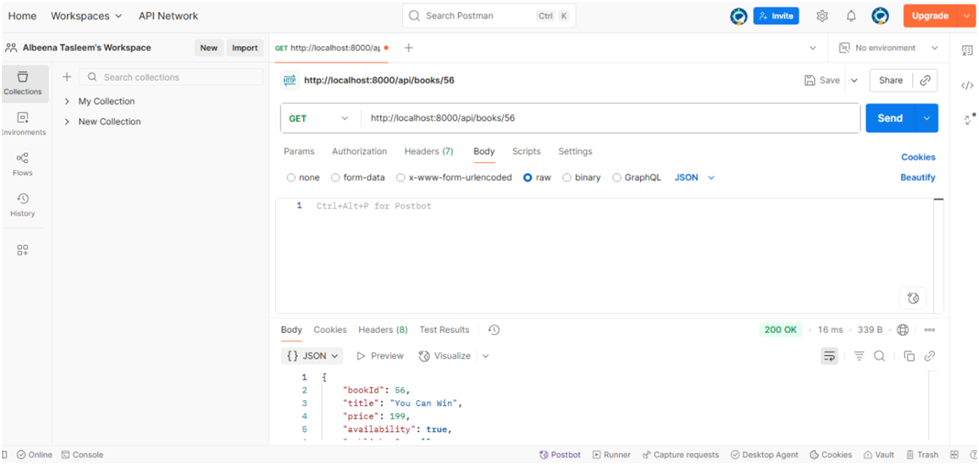 Home Workspaces API Network Search Postman Ctrl K Invite Upgrade
Albeena Tasleem's Workspace New Import GET http://localhost:8000/ap No environment
Collections Search collections http://localhost:8000/api/books/56 Save Share
My Collection
New Collection
Environments
Flows
History
GET http://localhost:8000/api/books/56 Send
Params Authorization Headers (7) Body Scripts Settings Cookies
none form-data x-www-form-urlencoded raw binary GraphQL JSON Beautify
1 Ctrl+Alt+P for Postbot
Body Cookies Headers (8) Test Results 200 OK 16 ms 339 B
{} JSON Preview Visualize
1 {
2 "bookId": 56,
3 "title": "You Can Win",
4 "price": 199,
5 "availability": true,
Online Console Postbot Runner Capture requests Desktop Agent Cookies Vault Trash